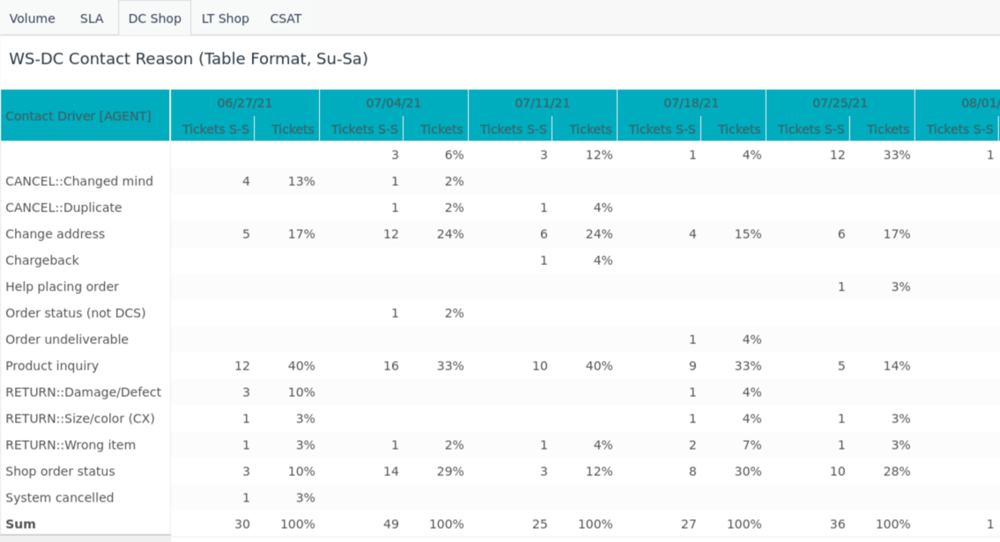 Volume SLA DC Shop LT Shop CSAT
WS-DC Contact Reason (Table Format, Su-Sa)
Contact Driver [AGENT] 06/27/21 07/04/21 07/11/21 07/18/21 07/25/21 08/01/
Tickets S-S Tickets Tickets S-S Tickets Tickets S-S Tickets Tickets S-S Tickets Tickets S-S Tickets Tickets S-S
3 6% 3 12% 1 4% 12 33% 1
CANCEL::Changed mind 4 13% 1 2%
CANCEL::Duplicate 1 2% 1 4%
Change address 5 17% 12 24% 6 24% 4 15% 6 17%
Chargeback 1 4%
Help placing order 1 3%
Order status (not DCS) 1 2%
Order undeliverable 1 4%
Product inquiry 12 40% 16 33% 10 40% 9 33% 5 14%
RETURN::Damage/Defect 3 10% 1 4%
RETURN::Size/color (CX) 1 3% 1 4% 1 3%
RETURN::Wrong item 1 3% 1 2% 1 4% 2 7% 1 3%
Shop order status 3 10% 14 29% 3 12% 8 30% 10 28%
System cancelled 1 3%
Sum 30 100% 49 100% 25 100% 27 100% 36 100% 1